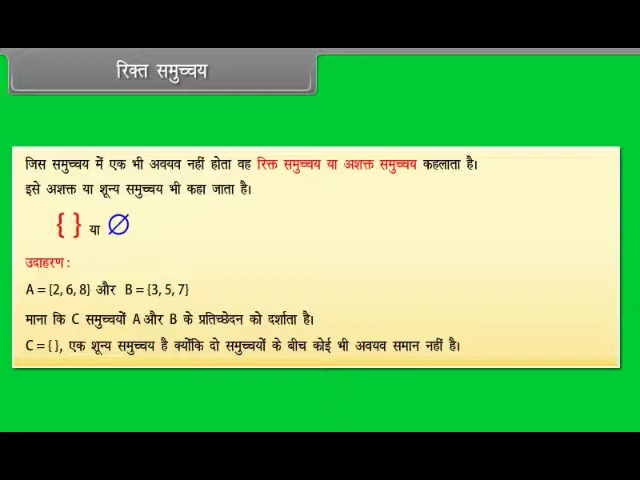 रिक्त समुच्चय
जिस समुच्चय में एक भी अवयव नहीं होता वह रिक्त समुच्चय या अशक्त समुच्चय कहलाता है।
इसे अशक्त या शून्य समुच्चय भी कहा जाता है।
{ } या ∅
उदाहरण :
A = {2, 6, 8} और B = {3, 5, 7}
माना कि C समुच्चयों A और B के प्रतिच्छेदन को दर्शाता है।
C = { }, एक शून्य समुच्चय है क्योंकि दो समुच्चयों के बीच कोई भी अवयव समान नहीं है।